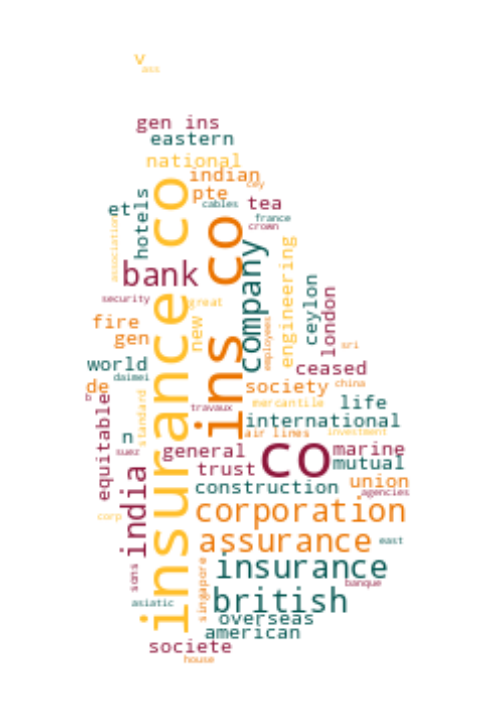 v
ass
gen ins
eastern
national
indian
cey
pte
cables
tea
et
hotels
france
crown
association
insurance co
ins co
company
bank
engineering
ceylon
london
security
great
new
employees
fire
gen
sri
world
daimei
ceased
de
b
society
china
equitable
standard
travaux
mercantile
life
international
n
air lines
investment
suez
general
co
marine
trust
mutual
india
construction
union
agencies
corp
corporation
assurance
east
sons
singapore
insurance
banque
asiatic
british
overseas
american
societe
house